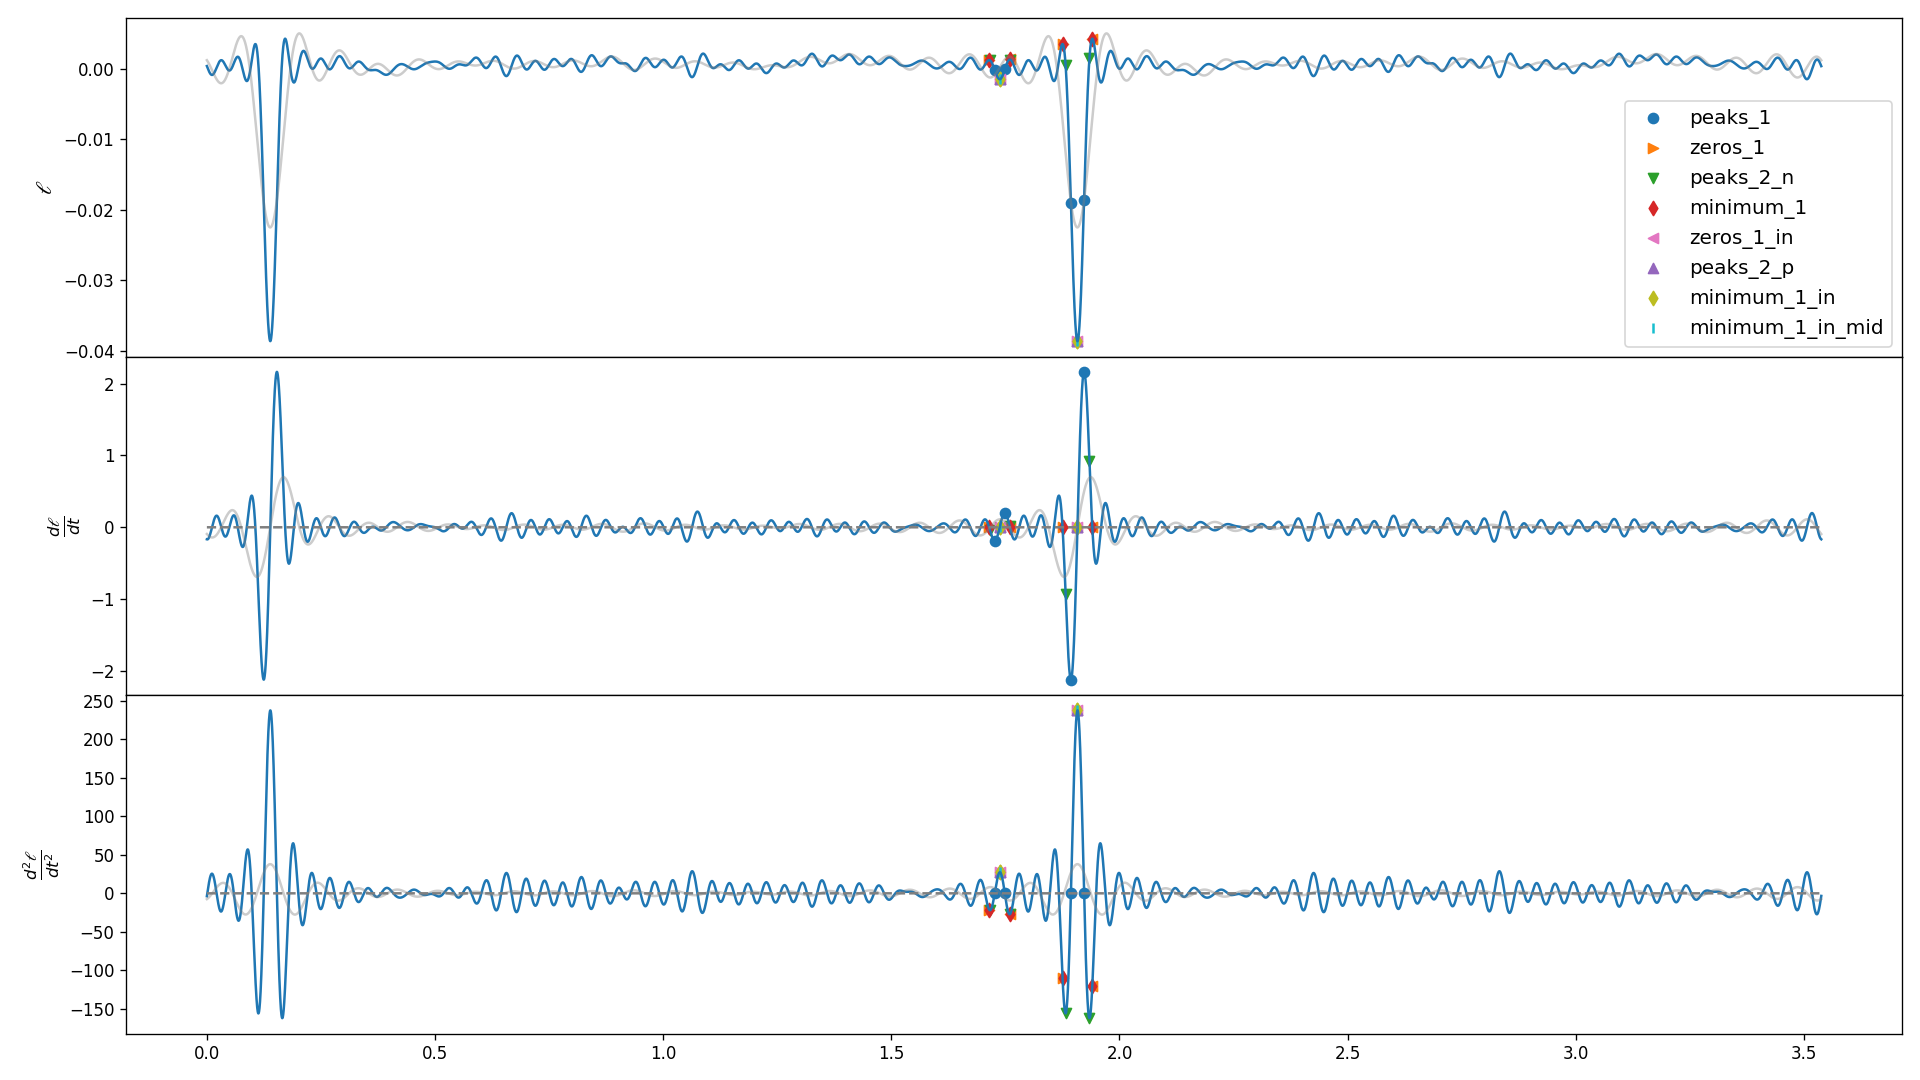 0.00
−0.01
−0.02
−0.03
−0.04
ℓ
peaks_1
zeros_1
peaks_2_n
minimum_1
zeros_1_in
peaks_2_p
minimum_1_in
minimum_1_in_mid
2
1
0
−1
−2
dℓ/dt
250
200
150
100
50
0
−50
−100
−150
d²ℓ/dt²
0.0 0.5 1.0 1.5 2.0 2.5 3.0 3.5